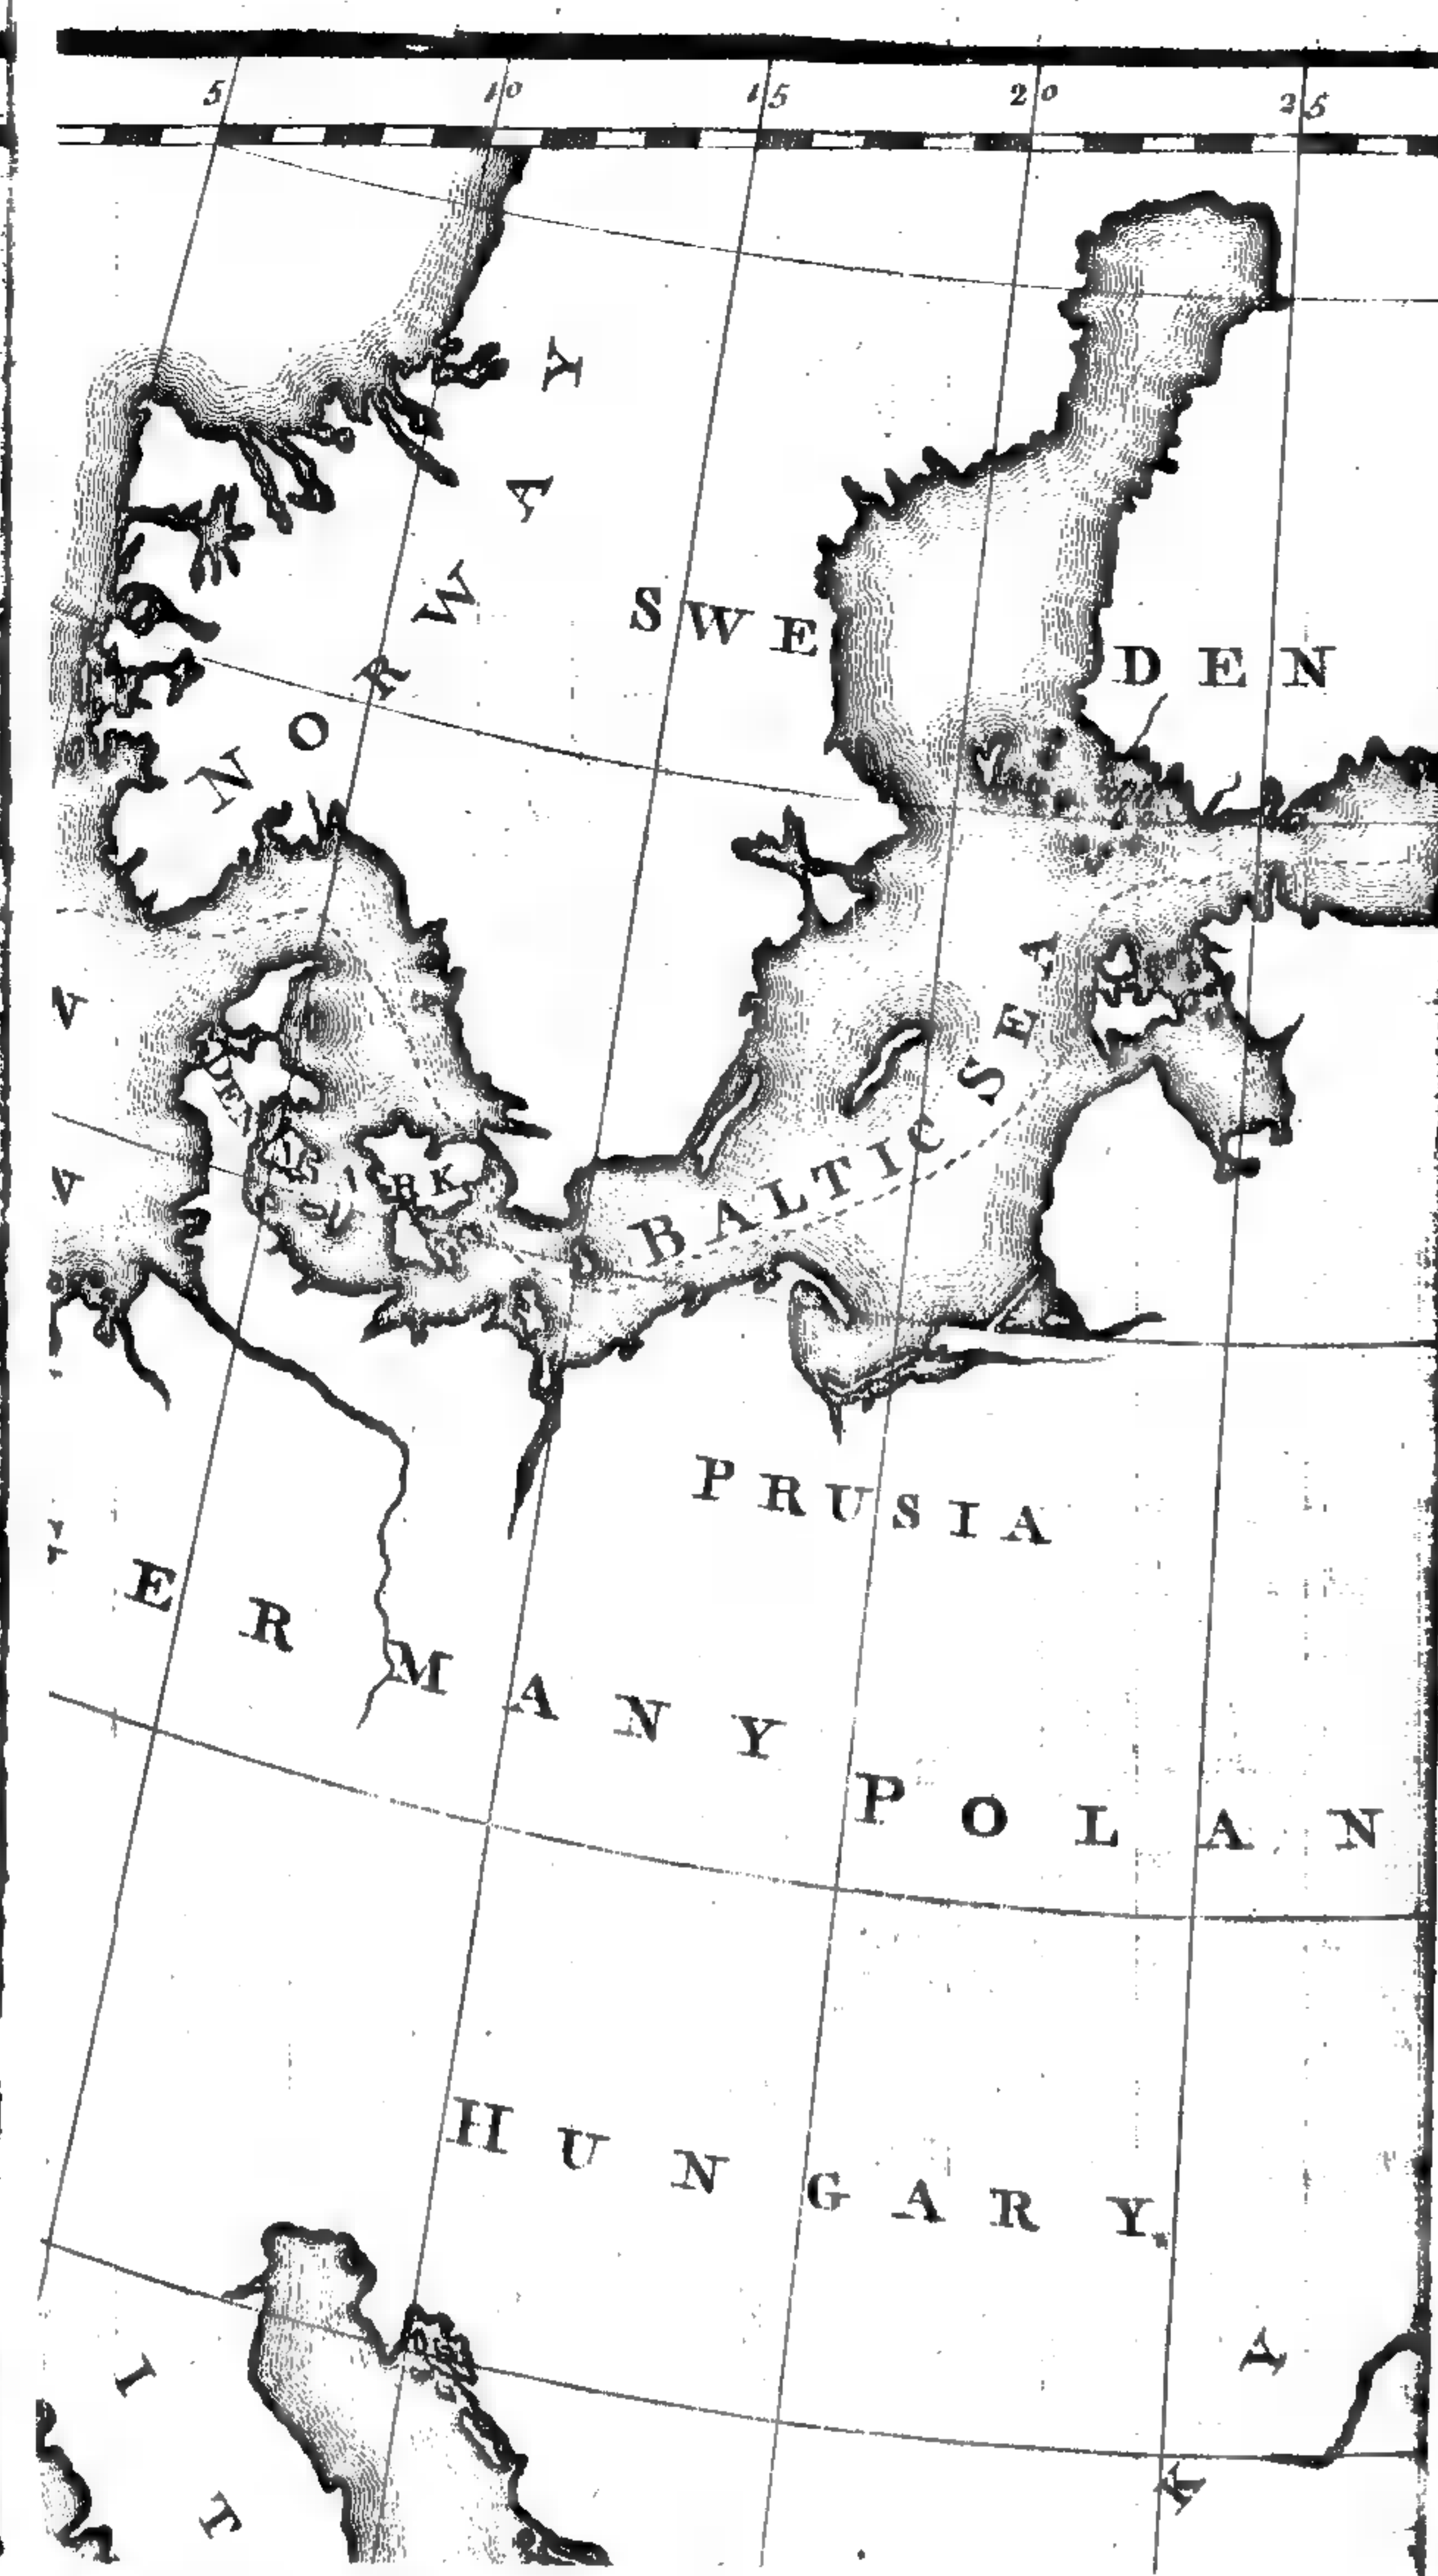 5 10 15 20 25
NORWAY
SWEDEN
DENMARK
BALTIC SEA
PRUSIA
ERMANY
POLAN
HUNGARY.
I T
K Y